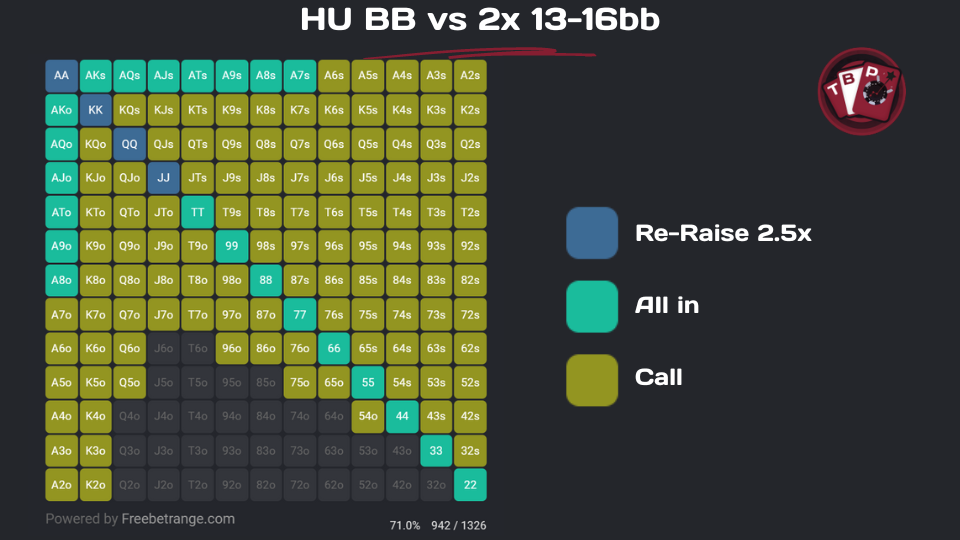 HU BB vs 2x 13-16bb
AA AKs AQs AJs ATs A9s A8s A7s A6s A5s A4s A3s A2s
AKo KK KQs KJs KTs K9s K8s K7s K6s K5s K4s K3s K2s
AQo KQo QQ QJs QTs Q9s Q8s Q7s Q6s Q5s Q4s Q3s Q2s
AJo KJo QJo JJ JTs J9s J8s J7s J6s J5s J4s J3s J2s
ATo KTo QTo JTo TT T9s T8s T7s T6s T5s T4s T3s T2s
A9o K9o Q9o J9o T9o 99 98s 97s 96s 95s 94s 93s 92s
A8o K8o Q8o J8o T8o 98o 88 87s 86s 85s 84s 83s 82s
A7o K7o Q7o J7o T7o 97o 87o 77 76s 75s 74s 73s 72s
A6o K6o Q6o J6o T6o 96o 86o 76o 66 65s 64s 63s 62s
A5o K5o Q5o J5o T5o 95o 85o 75o 65o 55 54s 53s 52s
A4o K4o Q4o J4o T4o 94o 84o 74o 64o 54o 44 43s 42s
A3o K3o Q3o J3o T3o 93o 83o 73o 63o 53o 43o 33 32s
A2o K2o Q2o J2o T2o 92o 82o 72o 62o 52o 42o 32o 22
Powered by Freebetrange.com
71.0% 942 / 1326
TBP
Re-Raise 2.5x
All in
Call